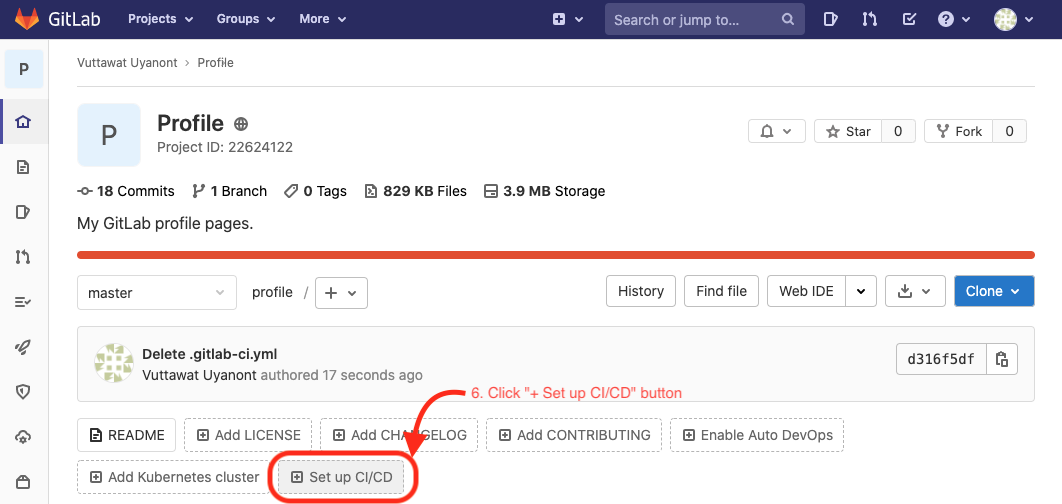 GitLab Projects Groups More Search or jump to...
P Vuttawat Uyanont › Profile
P Profile
Project ID: 22624122
Star 0 Fork 0
18 Commits 1 Branch 0 Tags 829 KB Files 3.9 MB Storage
My GitLab profile pages.
master profile / + History Find file Web IDE Clone
Delete .gitlab-ci.yml
Vuttawat Uyanont authored 17 seconds ago
d316f5df
6. Click "+ Set up CI/CD" button
README Add LICENSE Add CHANGELOG Add CONTRIBUTING Enable Auto DevOps
Add Kubernetes cluster Set up CI/CD